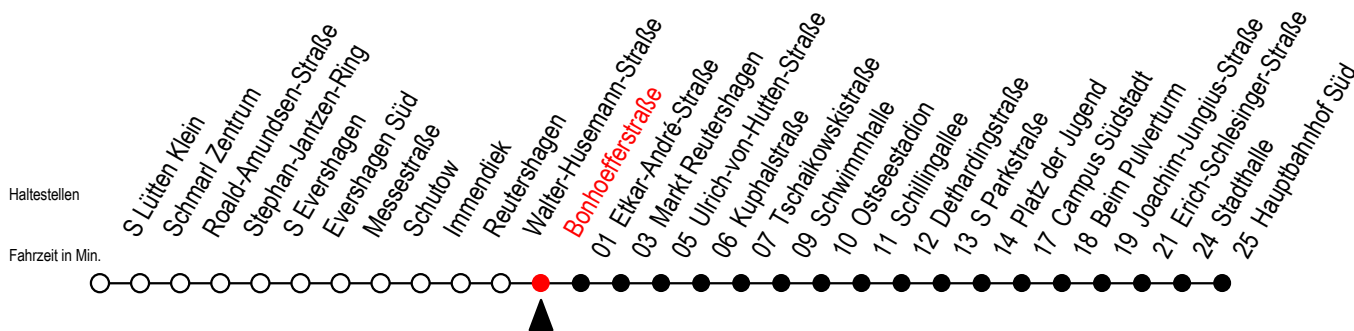 Haltestellen
Fahrzeit in Min.
S Lütten Klein
Schmarl Zentrum
Roald-Amundsen-Straße
Stephan-Jantzen-Ring
S Evershagen
Evershagen Süd
Messestraße
Schutow
Immendiek
Reutershagen
Walter-Husemann-Straße
Bonhoefferstraße
01 Etkar-André-Straße
03 Markt Reutershagen
05 Ulrich-von-Hutten-Straße
06 Kuphalstraße
07 Tschaikowskistraße
09 Schwimmhalle
10 Ostseestadion
11 Schillingallee
12 Dethardingstraße
13 S Parkstraße
14 Platz der Jugend
17 Campus Südstadt
18 Beim Pulverturm
19 Joachim-Jungius-Straße
21 Erich-Schlesinger-Straße
24 Stadthalle
25 Hauptbahnhof Süd